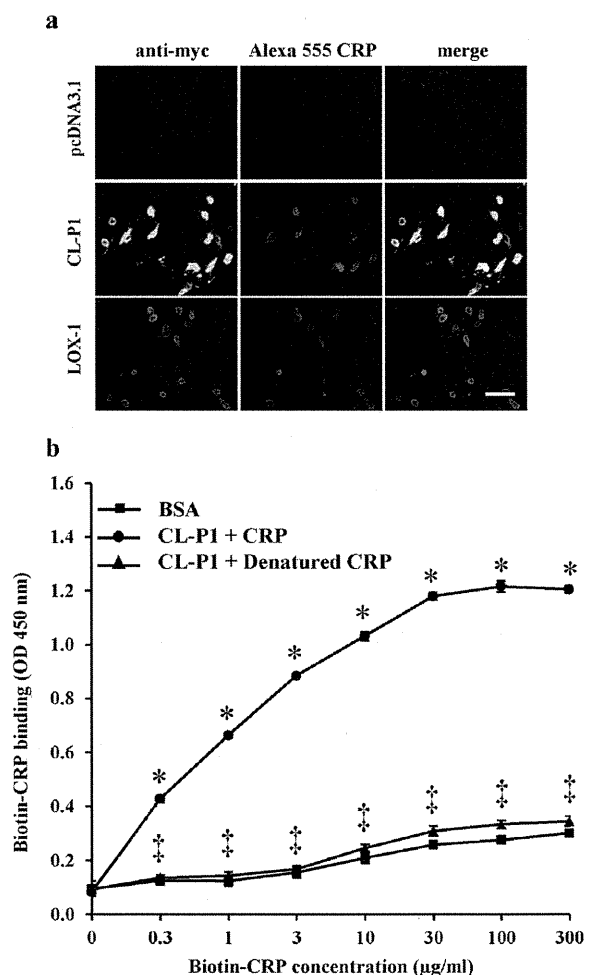 a
anti-myc Alexa 555 CRP merge
pcDNA3.1
CL-P1
LOX-1
b
Biotin-CRP binding (OD 450 nm)
1.6
1.4
1.2
1.0
0.8
0.6
0.4
0.2
0.0
BSA
CL-P1 + CRP
CL-P1 + Denatured CRP
* * * * * * *
‡ ‡ ‡ ‡ ‡ ‡ ‡
0 0.3 1 3 10 30 100 300
Biotin-CRP concentration (μg/ml)